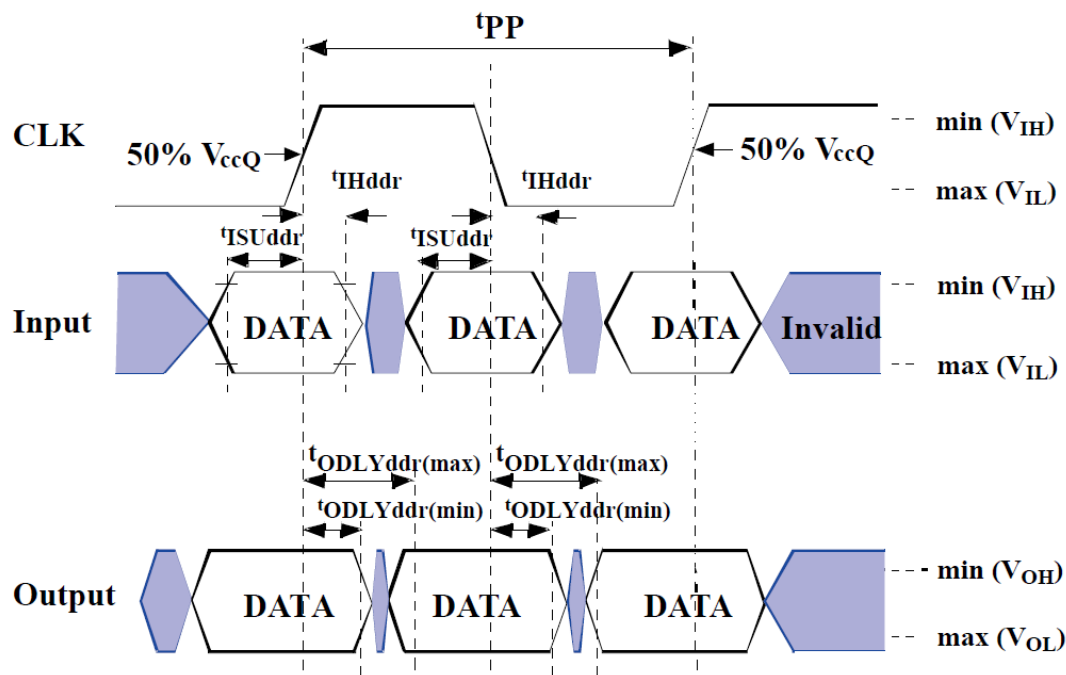 tPP
CLK
min (VIH)
50% VccQ
50% VccQ
tIHddr
tIHddr
max (VIL)
tISUddr
tISUddr
min (VIH)
Input
DATA
DATA
DATA
Invalid
max (VIL)
tODLYddr(max)
tODLYddr(max)
tODLYddr(min)
tODLYddr(min)
min (VOH)
Output
DATA
DATA
DATA
max (VOL)